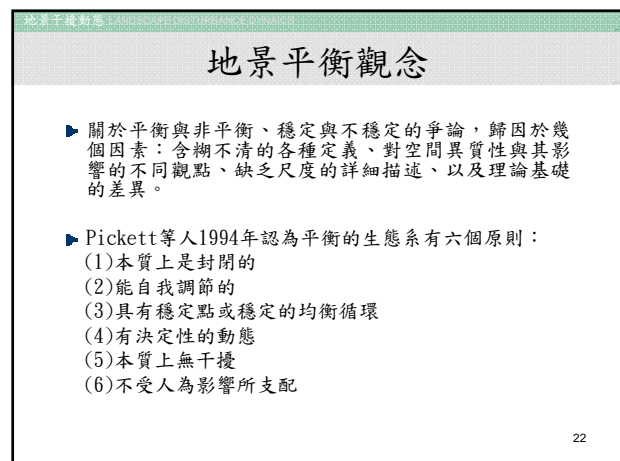 地景干擾動態 LANDSCAPE DISTURBANCE DYNAICS
地景平衡觀念
關於平衡與非平衡、穩定與不穩定的爭論，歸因於幾
個因素：含糊不清的各種定義、對空間異質性與其影
響的不同觀點、缺乏尺度的詳細描述、以及理論基礎
的差異。
Pickett等人1994年認為平衡的生態系有六個原則：
(1)本質上是封閉的
(2)能自我調節的
(3)具有穩定點或穩定的均衡循環
(4)有決定性的動態
(5)本質上無干擾
(6)不受人為影響所支配
22